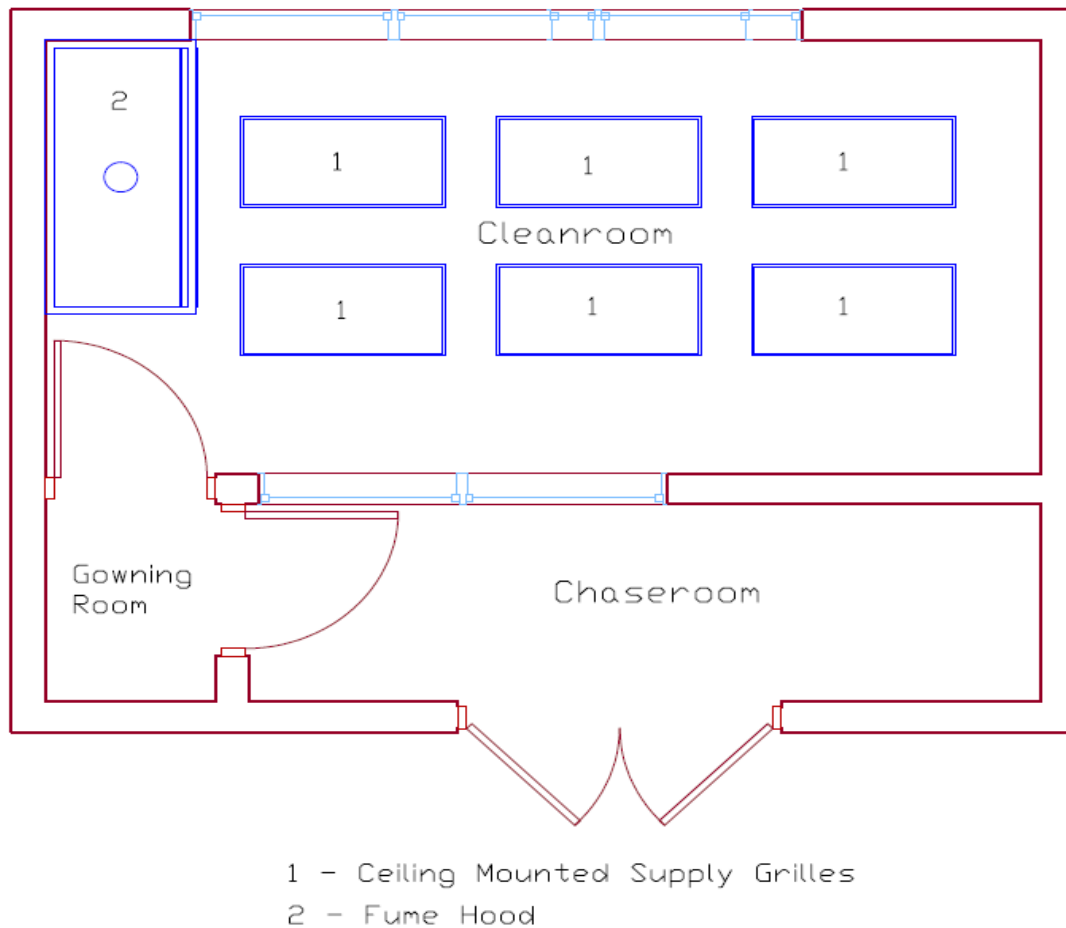 2
1 1 1
Cleanroom
1 1 1
Gowning
Room
Chaseroom
1 - Ceiling Mounted Supply Grilles
2 - Fume Hood